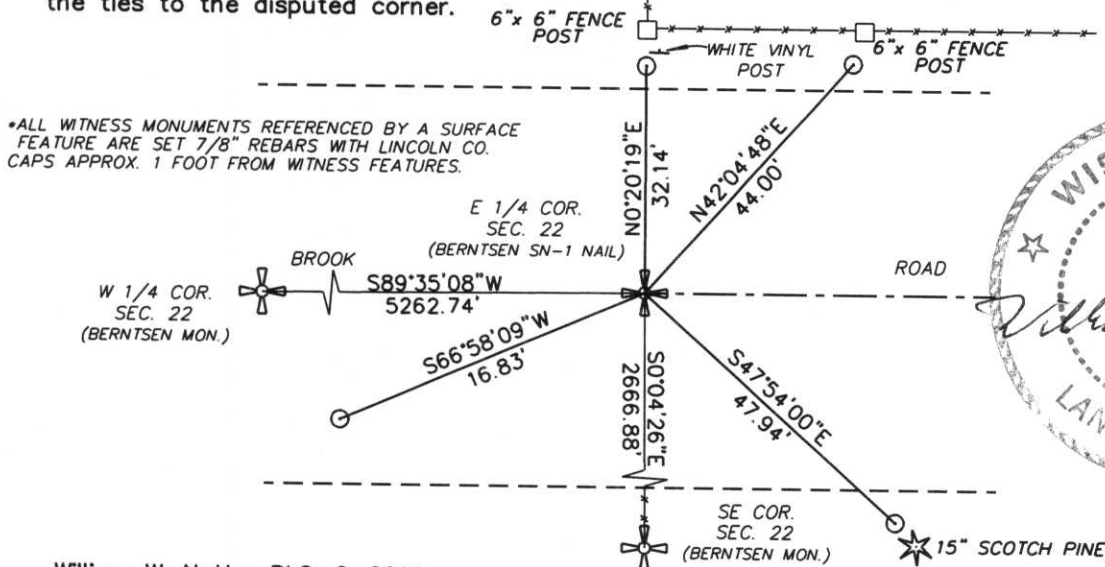 the ties to the disputed corner.
6"x 6" FENCE
POST
WHITE VINYL
POST
6"x 6" FENCE
POST
*ALL WITNESS MONUMENTS REFERENCED BY A SURFACE
FEATURE ARE SET 7/8" REBARS WITH LINCOLN CO.
CAPS APPROX. 1 FOOT FROM WITNESS FEATURES.
N0°20'19"E
32.14'
N42°04'48"E
44.00'
E 1/4 COR.
SEC. 22
(BERNTSEN SN-1 NAIL)
BROOK
ROAD
W 1/4 COR.
SEC. 22
(BERNTSEN MON.)
S89°35'08"W
5262.74'
S66°58'09"W
16.83'
S0°04'26"E
2666.88'
S47°54'00"E
47.94'
SE COR.
SEC. 22
(BERNTSEN MON.)
15" SCOTCH PINE
WIS
LAN
William W.